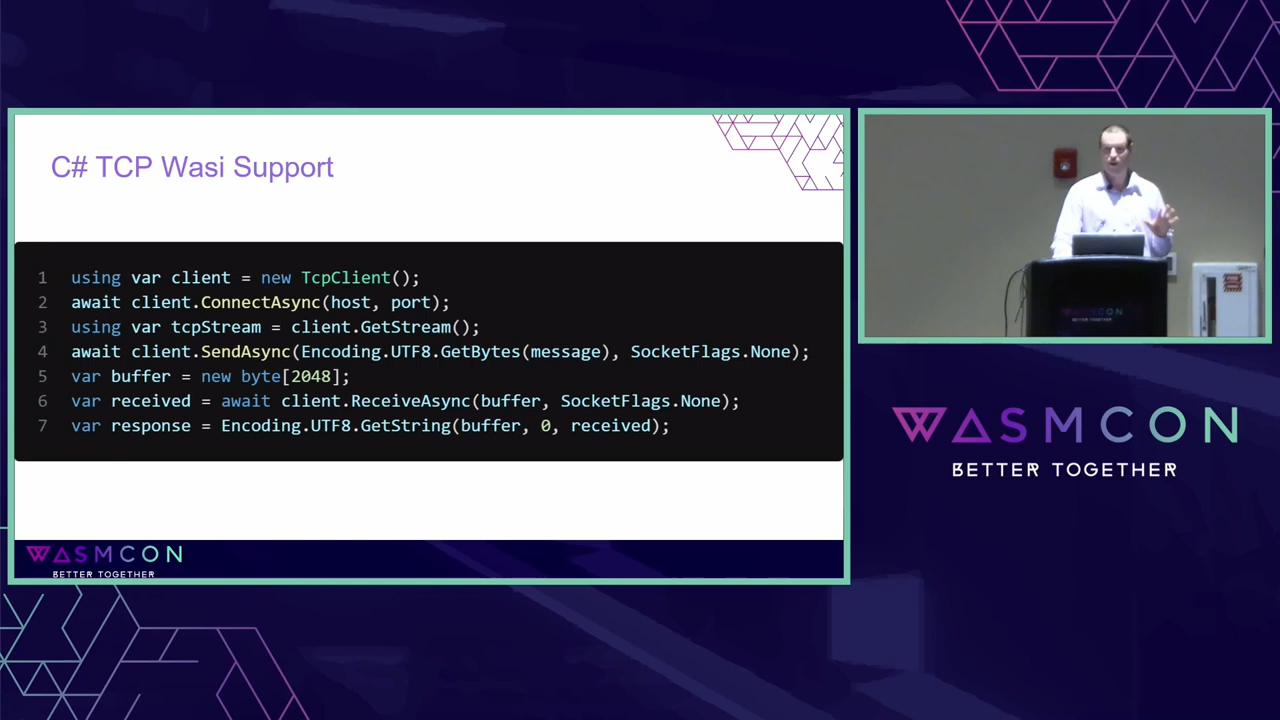 C# TCP Wasi Support
1 using var client = new TcpClient();
2 await client.ConnectAsync(host, port);
3 using var tcpStream = client.GetStream();
4 await client.SendAsync(Encoding.UTF8.GetBytes(message), SocketFlags.None);
5 var buffer = new byte[2048];
6 var received = await client.ReceiveAsync(buffer, SocketFlags.None);
7 var response = Encoding.UTF8.GetString(buffer, 0, received);
WASMCON
BETTER TOGETHER
WASMCON
BETTER TOGETHER